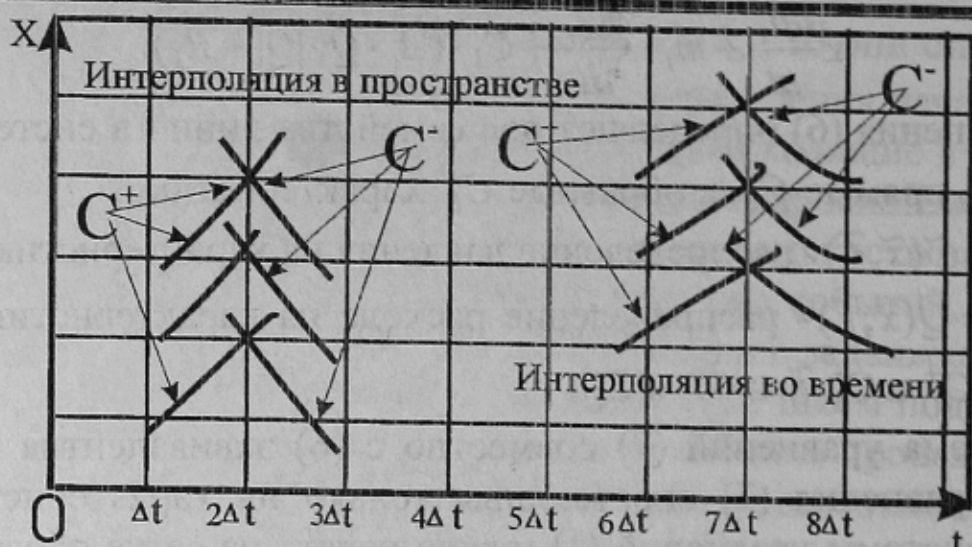 X
Интерполяция в пространстве
C⁻
C⁺
C⁻
C⁺
Интерполяция во времени
0
Δt 2Δt 3Δt 4Δt 5Δt 6Δt 7Δt 8Δt
t